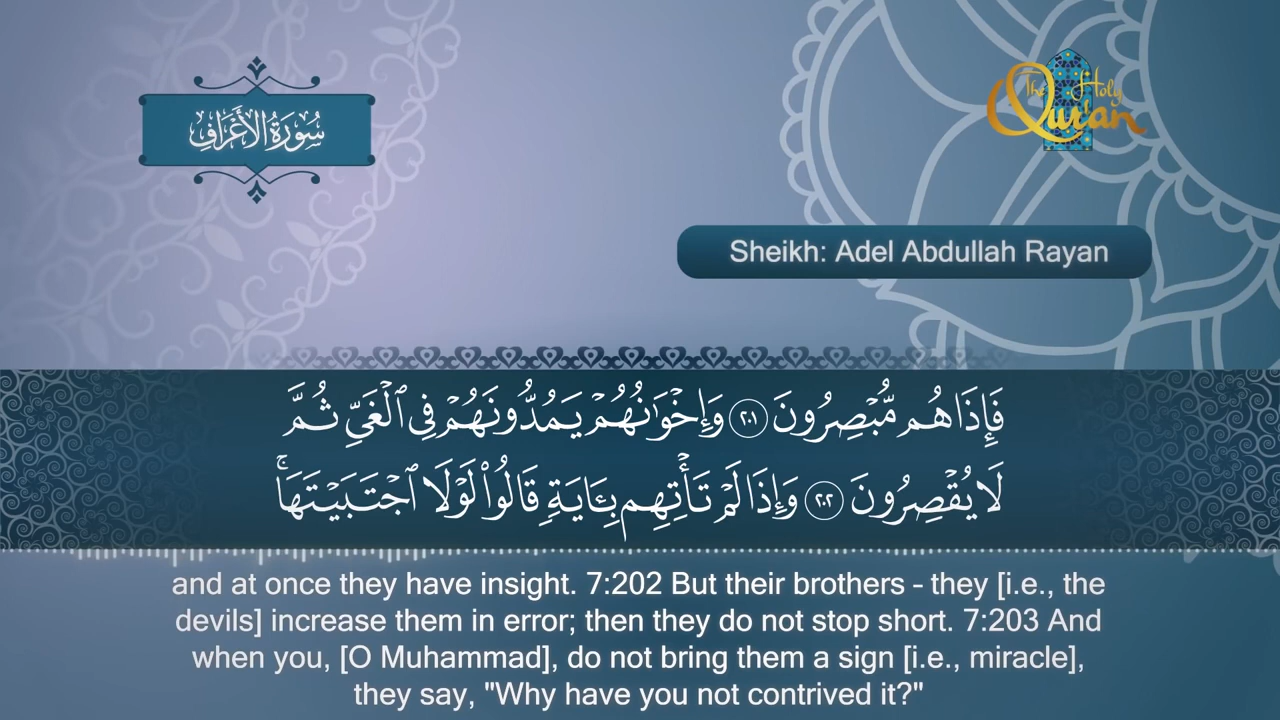 سُورَةُ الأَعْرَافِ
The Holy
Qur'an
Sheikh: Adel Abdullah Rayan
فَإِذَا هُم مُّبْصِرُونَ ٢٠١ وَإِخْوَٰنُهُمْ يَمُدُّونَهُمْ فِي ٱلْغَيِّ ثُمَّ
لَا يُقْصِرُونَ ٢٠٢ وَإِذَا لَمْ تَأْتِهِم بِـَٔايَةٍ قَالُوا۟ لَوْلَا ٱجْتَبَيْتَهَا ۚ
and at once they have insight. 7:202 But their brothers - they [i.e., the
devils] increase them in error; then they do not stop short. 7:203 And
when you, [O Muhammad], do not bring them a sign [i.e., miracle],
they say, "Why have you not contrived it?"